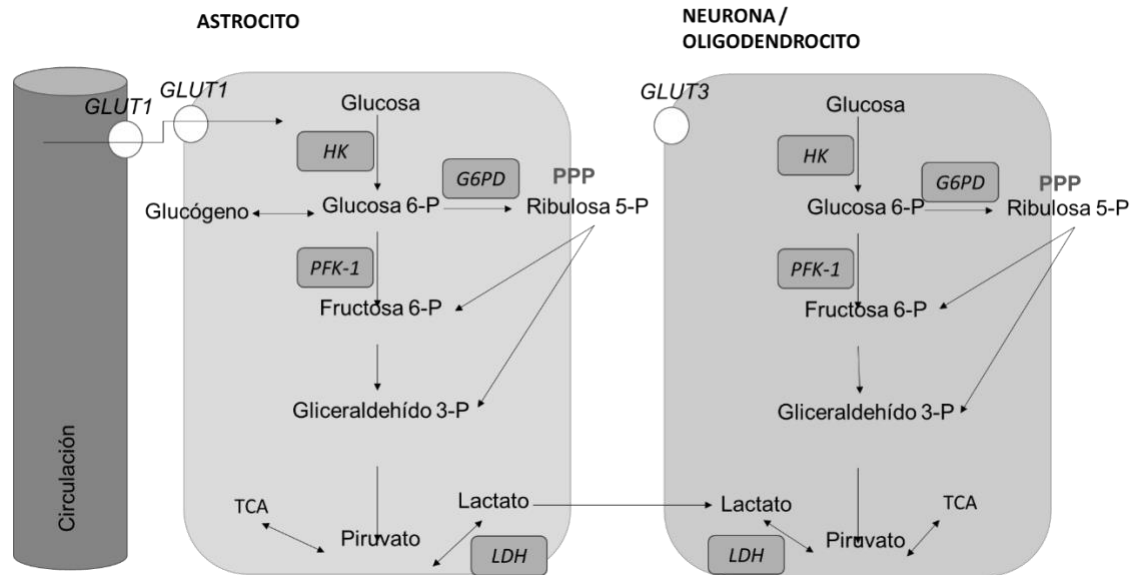 ASTROCITO
NEURONA/
OLIGODENDROCITO
GLUT1
GLUT1
Glucosa
HK
G6PD
PPP
Glucógeno
Glucosa 6-P
Ribulosa 5-P
PFK-1
Fructosa 6-P
Gliceraldehído 3-P
Circulación
TCA
Lactato
Piruvato
LDH
GLUT3
Glucosa
HK
G6PD
PPP
Glucosa 6-P
Ribulosa 5-P
PFK-1
Fructosa 6-P
Gliceraldehído 3-P
Lactato
TCA
Piruvato
LDH